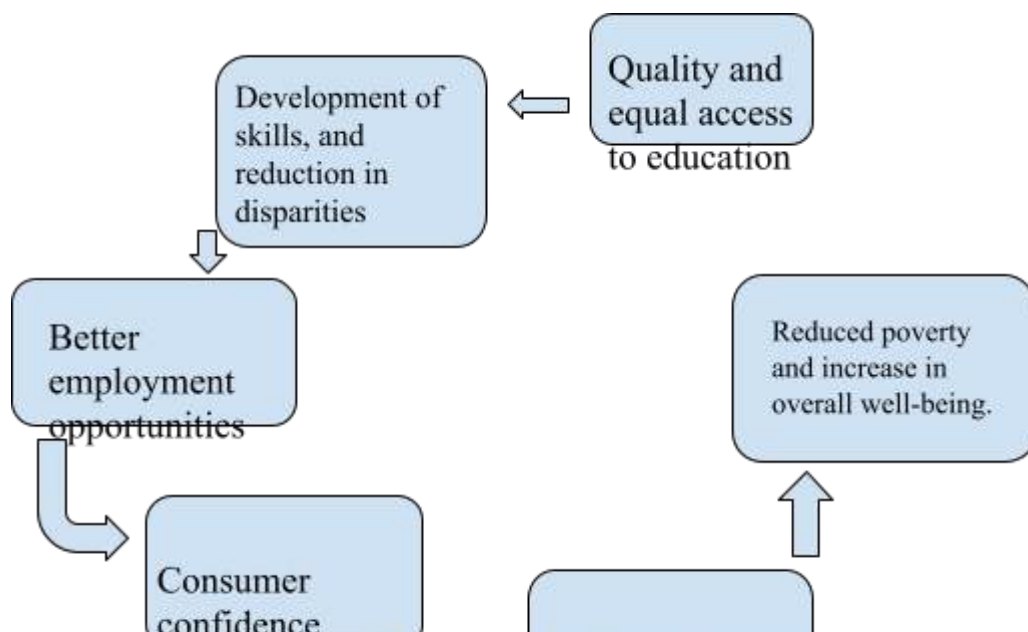 Quality and
equal access
to education
Development of
skills, and
reduction in
disparities
Better
employment
opportunities
Consumer
confidence
Reduced poverty
and increase in
overall well-being.